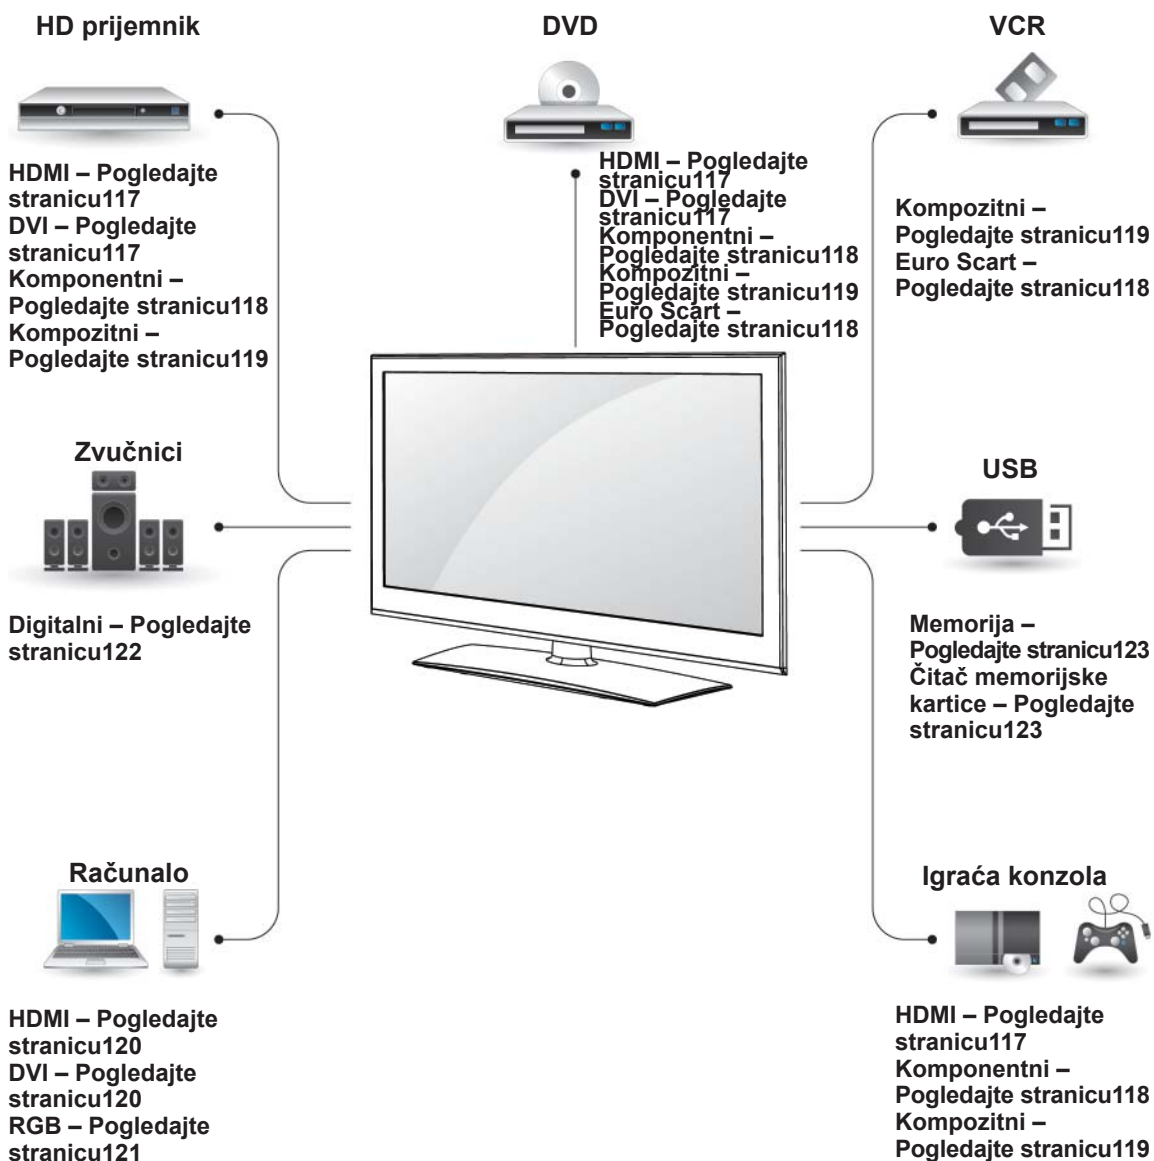 HD prijemnik
HDMI – Pogledajte
stranicu117
DVI – Pogledajte
stranicu117
Komponentni –
Pogledajte stranicu118
Kompozitni –
Pogledajte stranicu119
DVD
HDMI – Pogledajte
stranicu117
DVI – Pogledajte
stranicu117
Komponentni –
Pogledajte stranicu118
Kompozitni –
Pogledajte stranicu119
Euro Scart –
Pogledajte stranicu118
VCR
Kompozitni –
Pogledajte stranicu119
Euro Scart –
Pogledajte stranicu118
Zvučnici
Digitalni – Pogledajte
stranicu122
USB
Memorija –
Pogledajte stranicu123
Čitač memorijske
kartice – Pogledajte
stranicu123
Računalo
HDMI – Pogledajte
stranicu120
DVI – Pogledajte
stranicu120
RGB – Pogledajte
stranicu121
Igraća konzola
HDMI – Pogledajte
stranicu117
Komponentni –
Pogledajte stranicu118
Kompozitni –
Pogledajte stranicu119